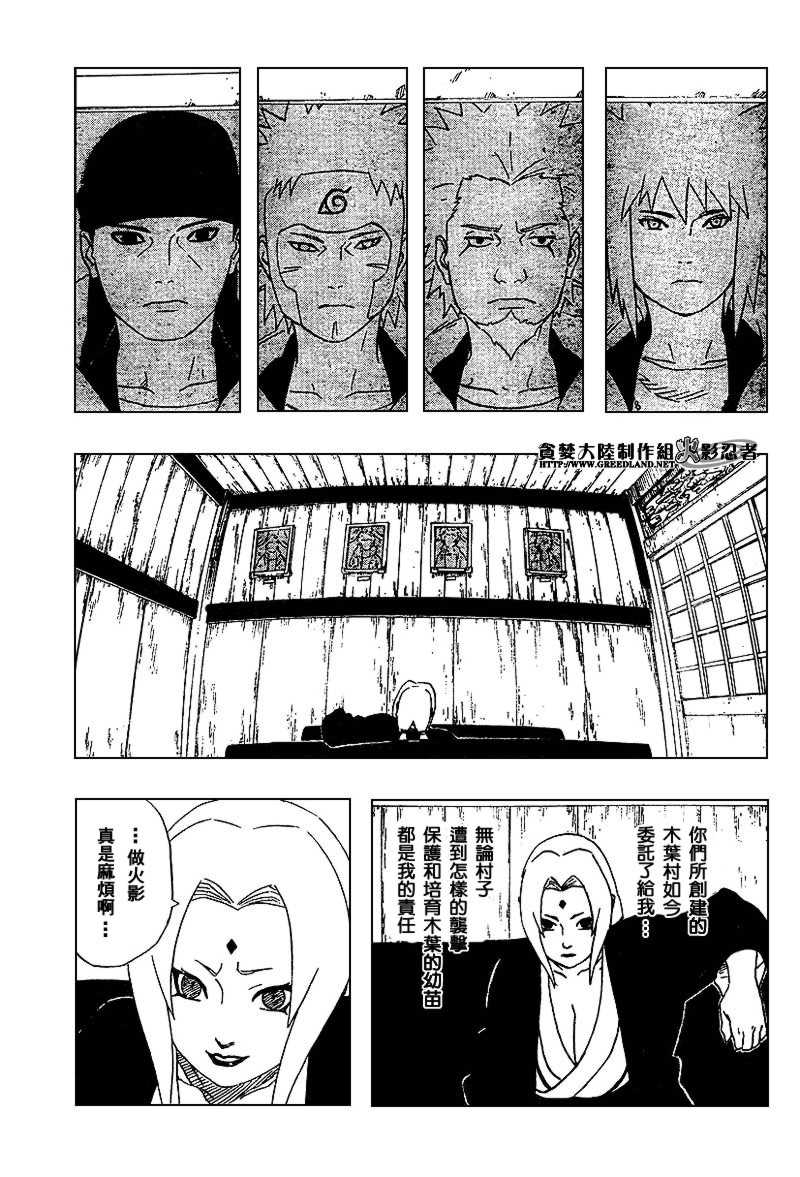 貪婪大陸制作組 火影忍者
HTTP://WWW.GREEDLAND.NET
你們所創建的
木葉村如今
委託了給我…
無論村子
遭到怎樣的襲擊
保護和培育木葉的幼苗
都是我的責任
…做火影
真是麻煩啊…